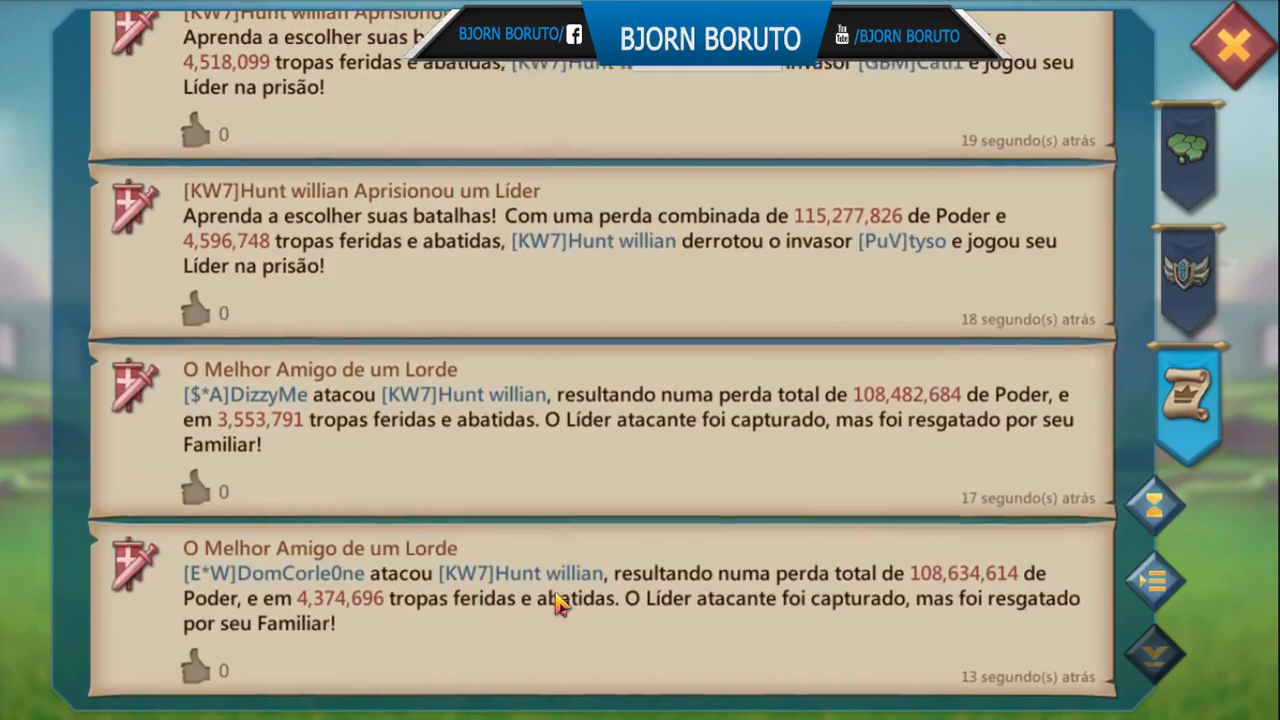 BJORN BORUTO/
BJORN BORUTO
/BJORN BORUTO
[KW7]Hunt willian Aprisionou
Aprenda a escolher suas e
4,518,099 tropas feridas e abatidas, invasor [GBM]Cati1 e jogou seu
Líder na prisão!
0
19 segundo(s) atrás
[KW7]Hunt willian Aprisionou um Líder
Aprenda a escolher suas batalhas! Com uma perda combinada de 115,277,826 de Poder e
4,596,748 tropas feridas e abatidas, [KW7]Hunt willian derrotou o invasor [PuV]tyso e jogou seu
Líder na prisão!
0
18 segundo(s) atrás
O Melhor Amigo de um Lorde
[$*A]DizzyMe atacou [KW7]Hunt willian, resultando numa perda total de 108,482,684 de Poder, e
em 3,553,791 tropas feridas e abatidas. O Líder atacante foi capturado, mas foi resgatado por seu
Familiar!
0
17 segundo(s) atrás
O Melhor Amigo de um Lorde
[E*W]DomCorle0ne atacou [KW7]Hunt willian, resultando numa perda total de 108,634,614 de
Poder, e em 4,374,696 tropas feridas e abatidas. O Líder atacante foi capturado, mas foi resgatado
por seu Familiar!
0
13 segundo(s) atrás